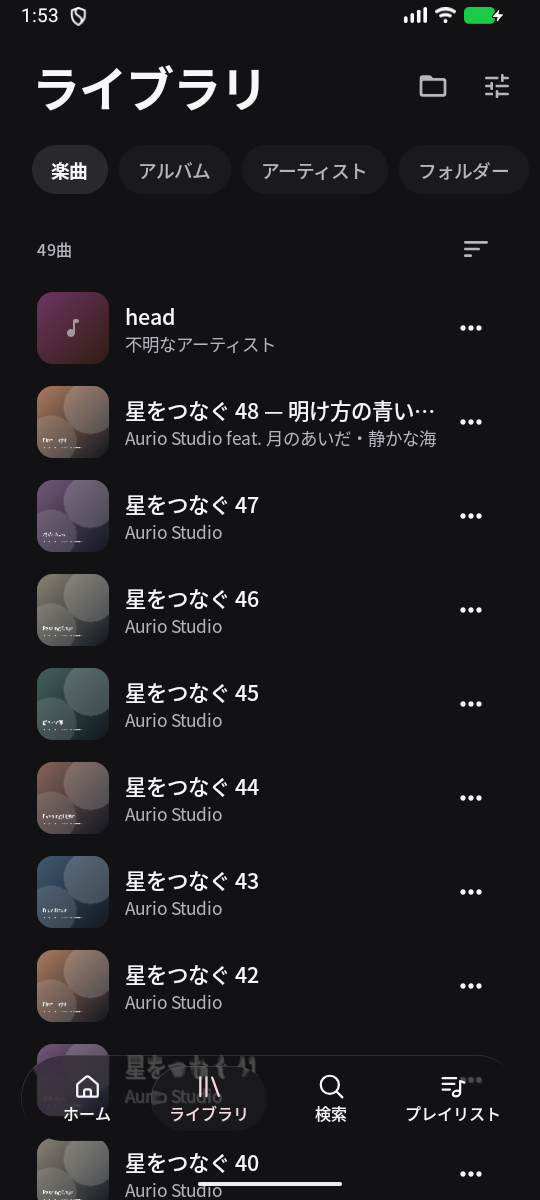 1:53
ライブラリ
楽曲 アルバム アーティスト フォルダー
49曲
head
不明なアーティスト
星をつなぐ 48 — 明け方の青い…
Aurio Studio feat. 月のあいだ・静かな海
星をつなぐ 47
Aurio Studio
星をつなぐ 46
Aurio Studio
星をつなぐ 45
Aurio Studio
星をつなぐ 44
Aurio Studio
星をつなぐ 43
Aurio Studio
星をつなぐ 42
Aurio Studio
ホーム ライブラリ 検索 プレイリスト
星をつなぐ 40
Aurio Studio